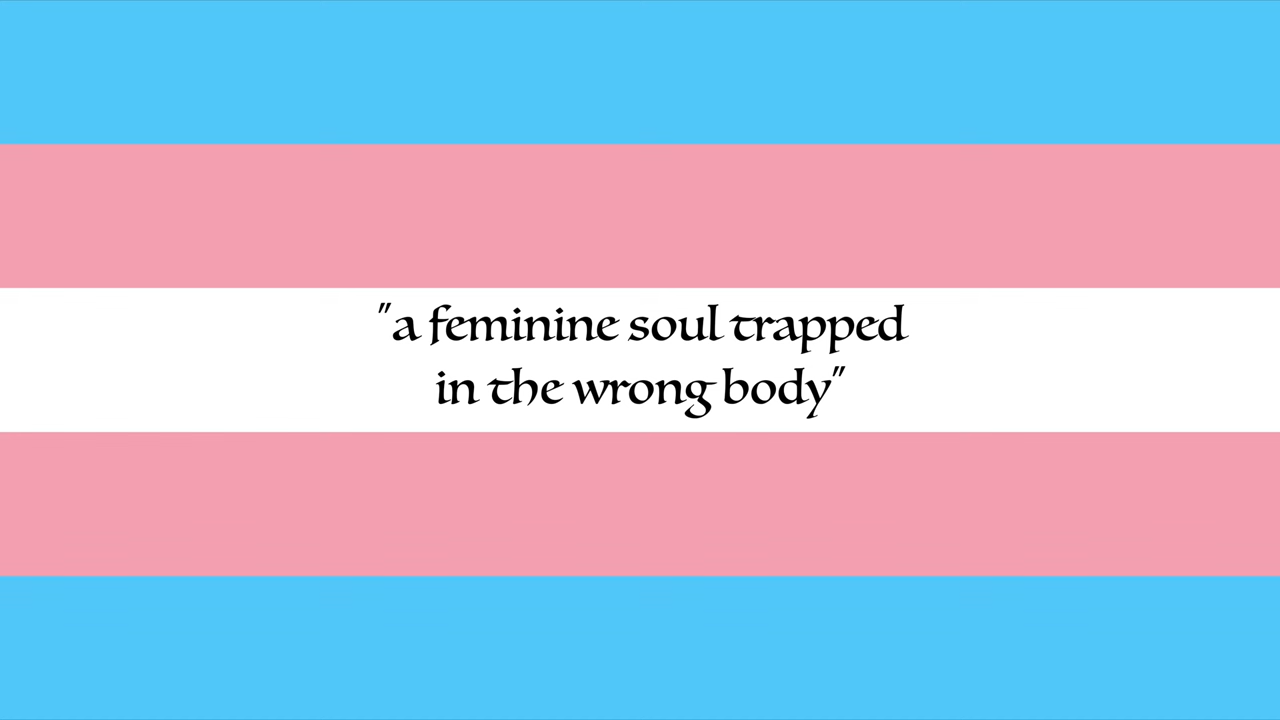 "a feminine soul trapped
in the wrong body"